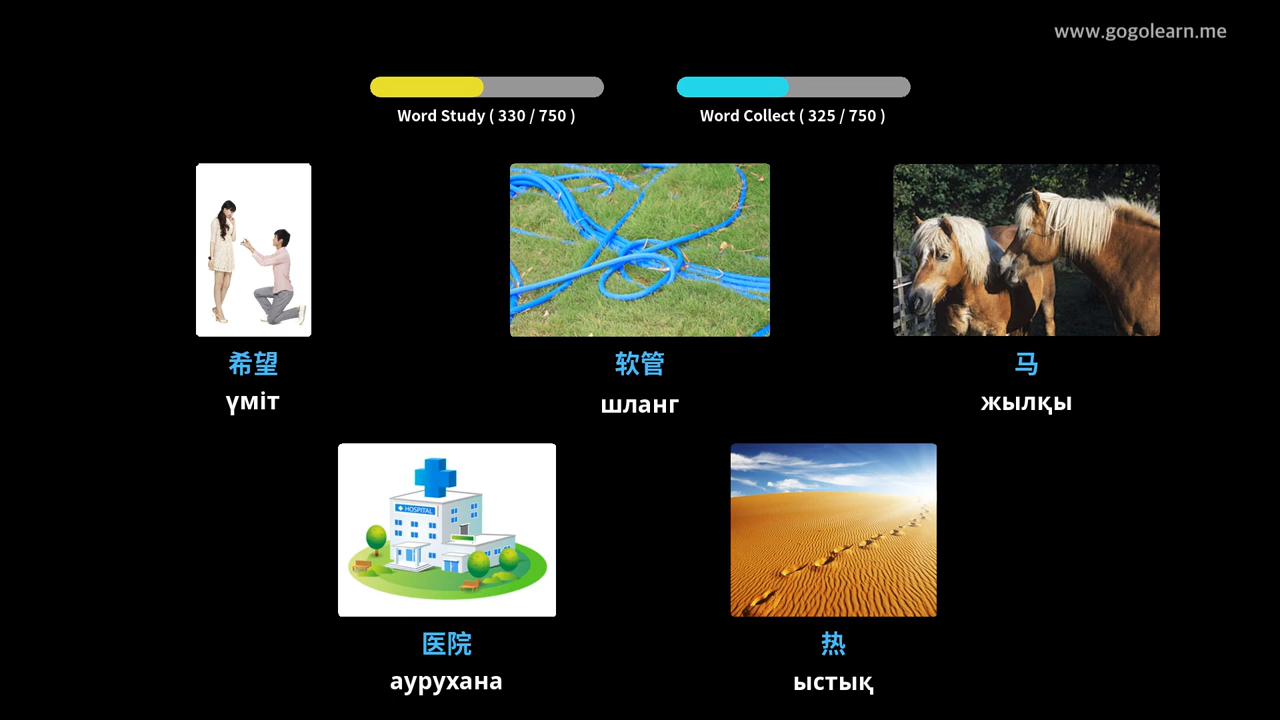 www.gogolearn.me
Word Study ( 330 / 750 )
Word Collect ( 325 / 750 )
希望
үміт
软管
шланг
马
жылқы
HOSPITAL
医院
аурухана
热
ыстық